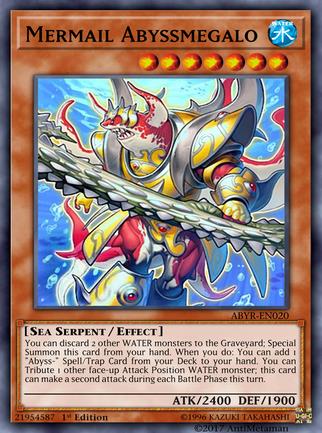 MERMAIL ABYSSMEGALO
WATER
水
ABYR-EN020
[SEA SERPENT / EFFECT]
You can discard 2 other WATER monsters to the Graveyard; Special
Summon this card from your hand. When you do: You can add 1
"Abyss-" Spell/Trap Card from your Deck to your hand, You can
Tribute 1 other face-up Attack Position WATER monster; this card
can make a second attack during each Battle Phase this turn.
ATK/2400 DEF/1900
21954587 1st Edition ©1996 KAZUKI TAKAHASHI
©2017 AntiMetaman